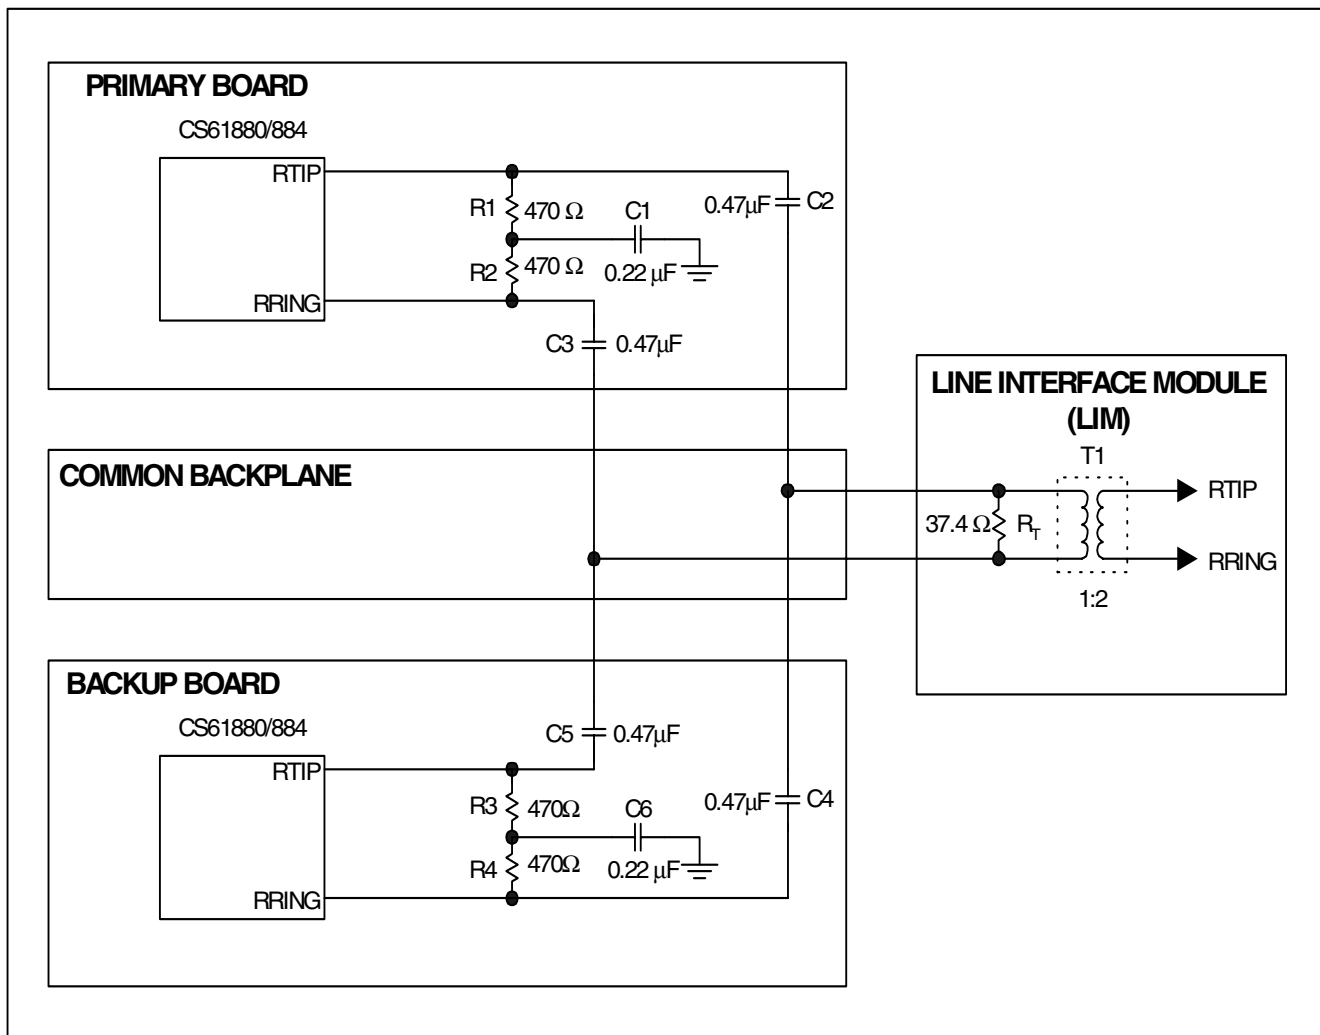 PRIMARY BOARD
CS61880/884
RTIP
R1
470 Ω
C1
0.47µF
C2
R2
470 Ω
0.22 µF
RRING
C3
0.47µF
LINE INTERFACE MODULE
(LIM)
COMMON BACKPLANE
T1
RTIP
37.4 Ω
RT
RRING
1:2
BACKUP BOARD
CS61880/884
C5
0.47µF
RTIP
R3
470Ω
C6
0.47µF
C4
R4
470Ω
0.22 µF
RRING